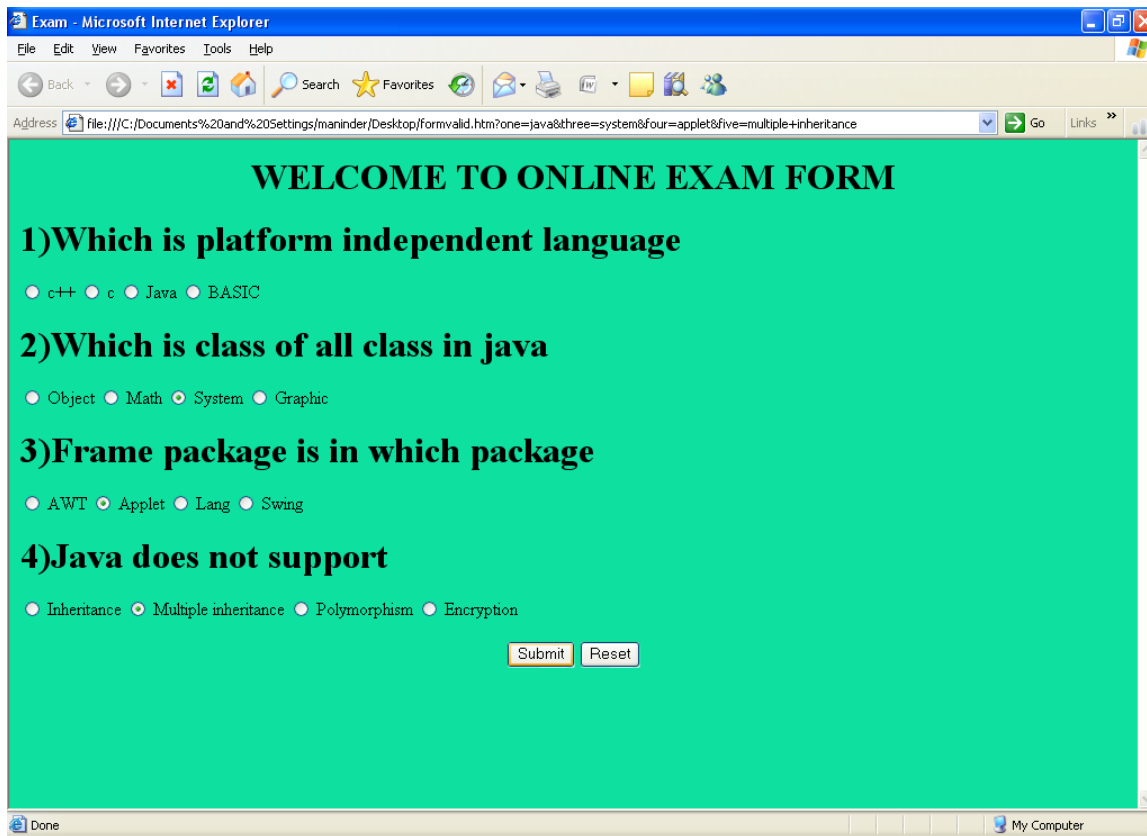 Exam - Microsoft Internet Explorer
File Edit View Favorites Tools Help
Back Search Favorites
Address file:///C:/Documents%20and%20Settings/maninder/Desktop/formvalid.htm?one=java&three=system&four=applet&five=multiple+inheritance Go Links »
WELCOME TO ONLINE EXAM FORM
1)Which is platform independent language
c++ c Java BASIC
2)Which is class of all class in java
Object Math System Graphic
3)Frame package is in which package
AWT Applet Lang Swing
4)Java does not support
Inheritance Multiple inheritance Polymorphism Encryption
Submit Reset
Done My Computer